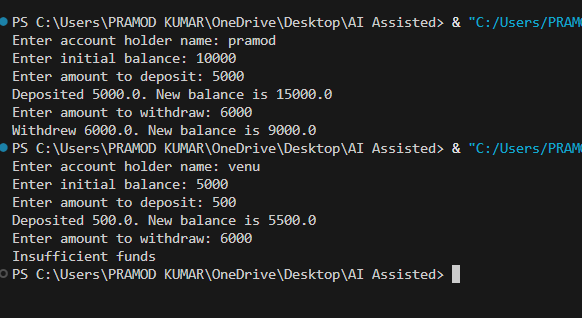 PS C:\Users\PRAMOD KUMAR\OneDrive\Desktop\AI Assisted> & "C:/Users/PRAM
Enter account holder name: pramod
Enter initial balance: 10000
Enter amount to deposit: 5000
Deposited 5000.0. New balance is 15000.0
Enter amount to withdraw: 6000
Withdrew 6000.0. New balance is 9000.0
PS C:\Users\PRAMOD KUMAR\OneDrive\Desktop\AI Assisted> & "C:/Users/PRAM
Enter account holder name: venu
Enter initial balance: 5000
Enter amount to deposit: 500
Deposited 500.0. New balance is 5500.0
Enter amount to withdraw: 6000
Insufficient funds
PS C:\Users\PRAMOD KUMAR\OneDrive\Desktop\AI Assisted>